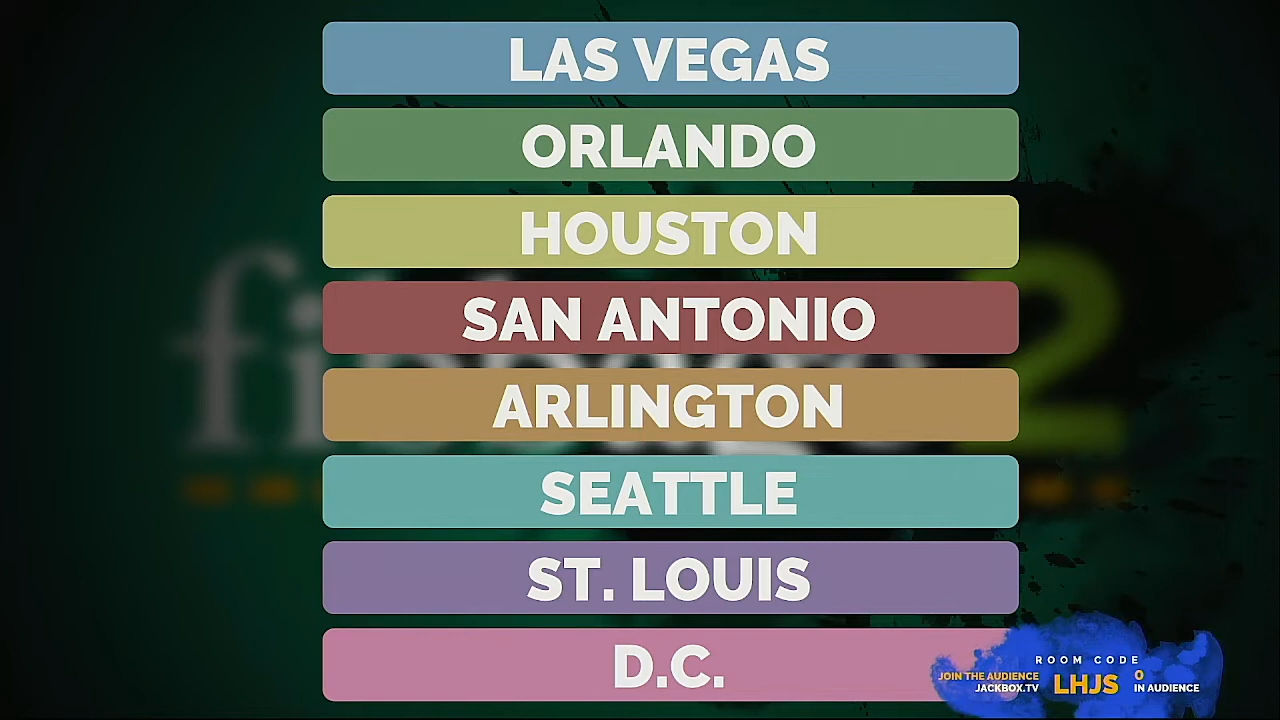 LAS VEGAS
ORLANDO
HOUSTON
SAN ANTONIO
ARLINGTON
SEATTLE
ST. LOUIS
D.C.
ROOM CODE
JOIN THE AUDIENCE
JACKBOX.TV
LHJS
0
IN AUDIENCE
2